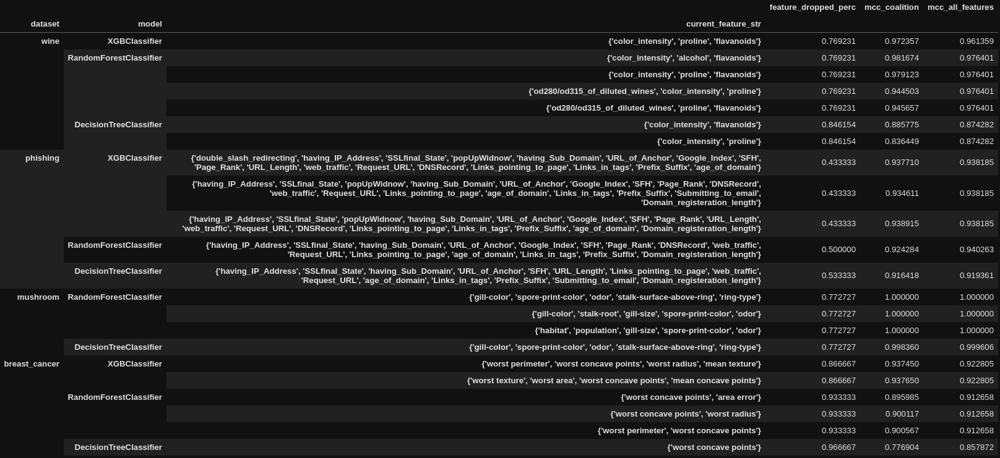 feature_dropped_perc mcc_coalition mcc_all_features
dataset model current_feature_str
wine XGBClassifier {'color_intensity', 'proline', 'flavanoids'} 0.769231 0.972357 0.961359
RandomForestClassifier {'color_intensity', 'alcohol', 'flavanoids'} 0.769231 0.981674 0.976401
{'color_intensity', 'proline', 'flavanoids'} 0.769231 0.979123 0.976401
{'od280/od315_of_diluted_wines', 'color_intensity', 'proline'} 0.769231 0.944503 0.976401
{'od280/od315_of_diluted_wines', 'proline', 'flavanoids'} 0.769231 0.945657 0.976401
DecisionTreeClassifier {'color_intensity', 'flavanoids'} 0.846154 0.885775 0.874282
{'color_intensity', 'proline'} 0.846154 0.836449 0.874282
phishing XGBClassifier {'double_slash_redirecting', 'having_IP_Address', 'SSLfinal_State', 'popUpWidnow', 'having_Sub_Domain', 'URL_of_Anchor', 'Google_Index', 'SFH',
'Page_Rank', 'URL_Length', 'web_traffic', 'Request_URL', 'DNSRecord', 'Links_pointing_to_page', 'Links_in_tags', 'Prefix_Suffix', 'age_of_domain'} 0.433333 0.937710 0.938185
{'having_IP_Address', 'SSLfinal_State', 'popUpWidnow', 'having_Sub_Domain', 'URL_of_Anchor', 'Google_Index', 'SFH', 'Page_Rank', 'DNSRecord',
'web_traffic', 'Request_URL', 'Links_pointing_to_page', 'age_of_domain', 'Links_in_tags', 'Prefix_Suffix', 'Submitting_to_email', 0.433333 0.934611 0.938185
'Domain_registeration_length'}
{'having_IP_Address', 'SSLfinal_State', 'popUpWidnow', 'having_Sub_Domain', 'URL_of_Anchor', 'Google_Index', 'SFH', 'Page_Rank', 'URL_Length',
'web_traffic', 'Request_URL', 'DNSRecord', 'Links_pointing_to_page', 'Links_in_tags', 'Prefix_Suffix', 'age_of_domain', 'Domain_registeration_length'} 0.433333 0.938915 0.938185
RandomForestClassifier {'having_IP_Address', 'SSLfinal_State', 'having_Sub_Domain', 'URL_of_Anchor', 'Google_Index', 'SFH', 'Page_Rank', 'DNSRecord', 'web_traffic',
'Request_URL', 'Links_pointing_to_page', 'age_of_domain', 'Links_in_tags', 'Prefix_Suffix', 'Domain_registeration_length'} 0.500000 0.924284 0.940263
DecisionTreeClassifier {'having_IP_Address', 'SSLfinal_State', 'having_Sub_Domain', 'URL_of_Anchor', 'SFH', 'URL_Length', 'Links_pointing_to_page', 'web_traffic',
'Request_URL', 'age_of_domain', 'Links_in_tags', 'Prefix_Suffix', 'Submitting_to_email', 'Domain_registeration_length'} 0.533333 0.916418 0.919361
mushroom RandomForestClassifier {'gill-color', 'spore-print-color', 'odor', 'stalk-surface-above-ring', 'ring-type'} 0.772727 1.000000 1.000000
{'gill-color', 'stalk-root', 'gill-size', 'spore-print-color', 'odor'} 0.772727 1.000000 1.000000
{'habitat', 'population', 'gill-size', 'spore-print-color', 'odor'} 0.772727 1.000000 1.000000
DecisionTreeClassifier {'gill-color', 'spore-print-color', 'odor', 'stalk-surface-above-ring', 'ring-type'} 0.772727 0.998360 0.999606
breast_cancer XGBClassifier {'worst perimeter', 'worst concave points', 'worst radius', 'mean texture'} 0.866667 0.937450 0.922805
{'worst texture', 'worst area', 'worst concave points', 'mean concave points'} 0.866667 0.937650 0.922805
RandomForestClassifier {'worst concave points', 'area error'} 0.933333 0.895985 0.912658
{'worst concave points', 'worst radius'} 0.933333 0.900117 0.912658
{'worst perimeter', 'worst concave points'} 0.933333 0.900567 0.912658
DecisionTreeClassifier {'worst concave points'} 0.966667 0.776904 0.857872